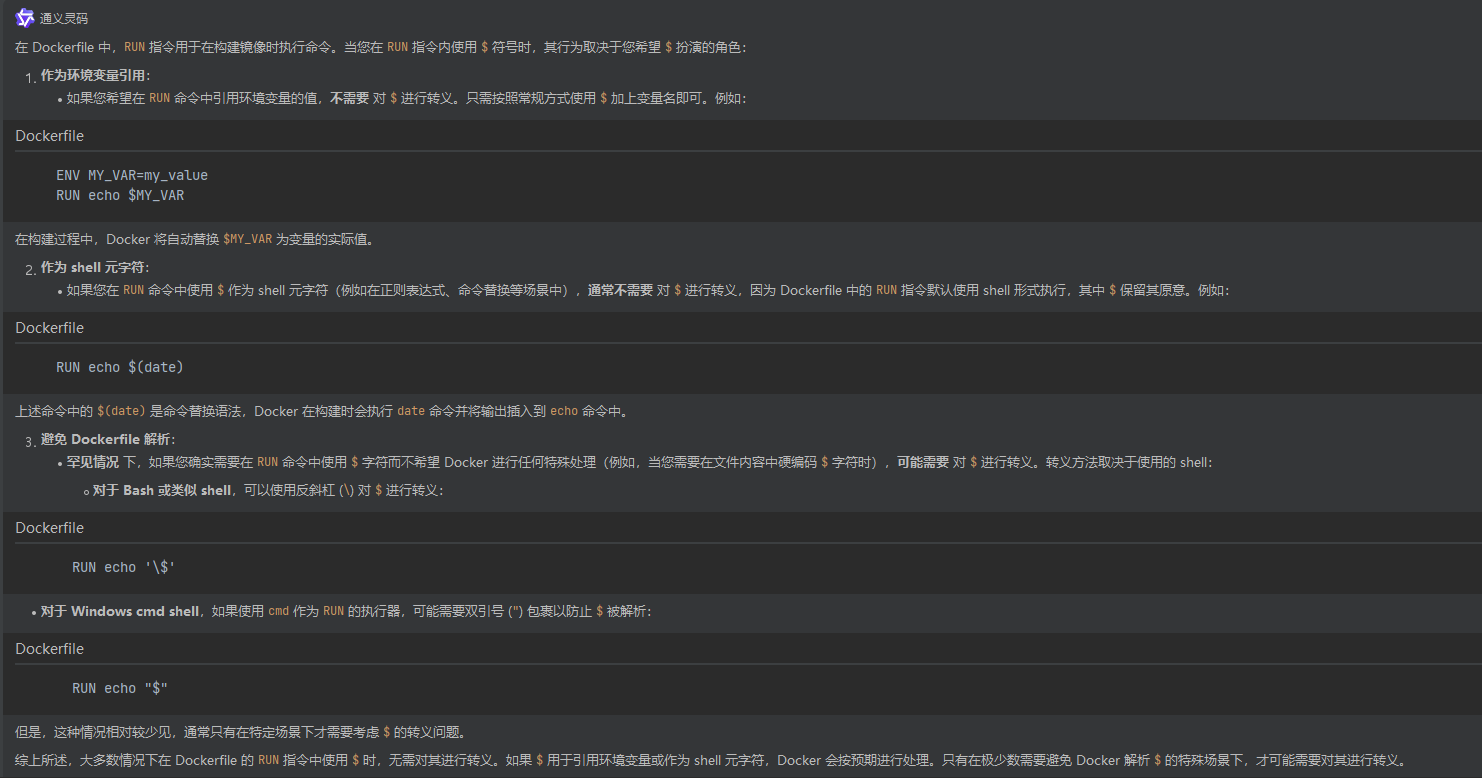 通义灵码
在 Dockerfile 中，RUN 指令用于在构建镜像时执行命令。当您在 RUN 指令内使用 $ 符号时，其行为取决于您希望 $ 扮演的角色：
1. 作为环境变量引用：
• 如果您希望在 RUN 命令中引用环境变量的值，不需要 对 $ 进行转义。只需按照常规方式使用 $ 加上变量名即可。例如：
Dockerfile
ENV MY_VAR=my_value
RUN echo $MY_VAR
在构建过程中，Docker 将自动替换 $MY_VAR 为变量的实际值。
2. 作为 shell 元字符：
• 如果您在 RUN 命令中使用 $ 作为 shell 元字符（例如在正则表达式、命令替换等场景中），通常不需要 对 $ 进行转义，因为 Dockerfile 中的 RUN 指令默认使用 shell 形式执行，其中 $ 保留其原意。例如：
Dockerfile
RUN echo $(date)
上述命令中的 $(date) 是命令替换语法，Docker 在构建时会执行 date 命令并将输出插入到 echo 命令中。
3. 避免 Dockerfile 解析：
• 罕见情况 下，如果您确实需要在 RUN 命令中使用 $ 字符而不希望 Docker 进行任何特殊处理（例如，当您需要在文件内容中硬编码 $ 字符时），可能需要 对 $ 进行转义。转义方法取决于使用的 shell：
○ 对于 Bash 或类似 shell，可以使用反斜杠 (\) 对 $ 进行转义：
Dockerfile
RUN echo '\$'
• 对于 Windows cmd shell，如果使用 cmd 作为 RUN 的执行器，可能需要双引号 (") 包裹以防止 $ 被解析：
Dockerfile
RUN echo "$"
但是，这种情况相对较少见，通常只有在特定场景下才需要考虑 $ 的转义问题。
综上所述，大多数情况下在 Dockerfile 的 RUN 指令中使用 $ 时，无需对其进行转义。如果 $ 用于引用环境变量或作为 shell 元字符，Docker 会按预期进行处理。只有在极少数需要避免 Docker 解析 $ 的特殊场景下，才可能需要对其进行转义。